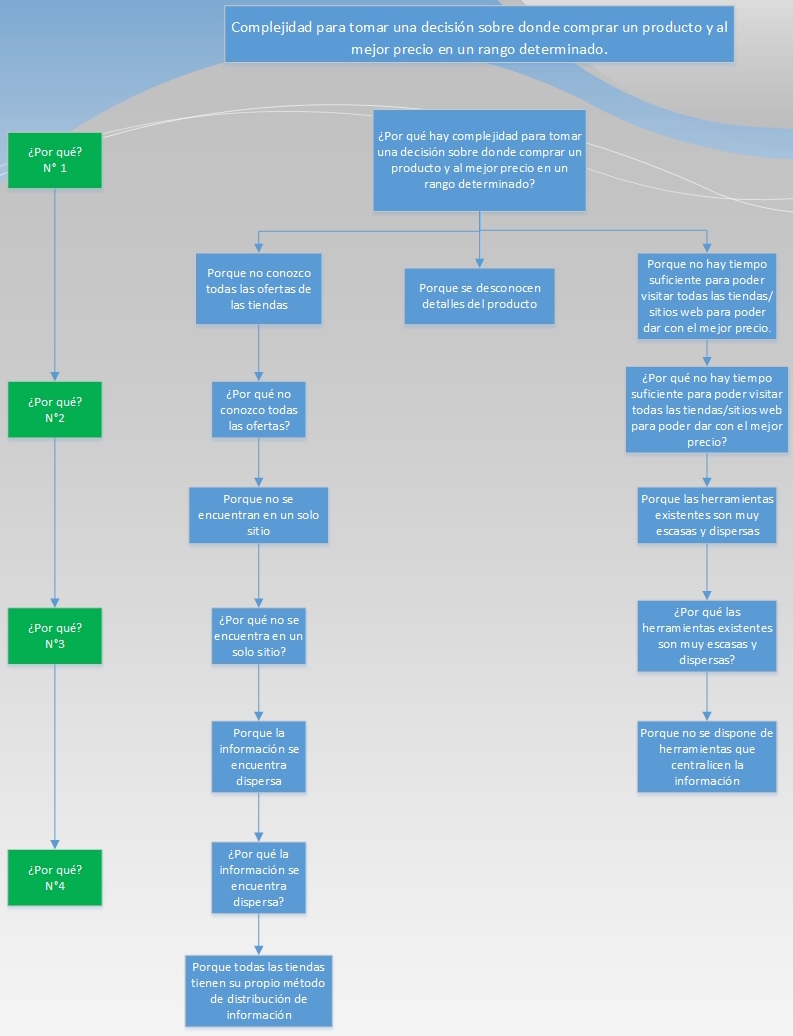 Complejidad para tomar una decisión sobre donde comprar un producto y al
mejor precio en un rango determinado.
¿Por qué?
N° 1
¿Por qué hay complejidad para tomar
una decisión sobre donde comprar un
producto y al mejor precio en un
rango determinado?
Porque no conozco
todas las ofertas de
las tiendas
Porque se desconocen
detalles del producto
Porque no hay tiempo
suficiente para poder
visitar todas las tiendas/
sitios web para poder
dar con el mejor precio.
¿Por qué?
N°2
¿Por qué no
conozco todas
las ofertas?
¿Por qué no hay tiempo
suficiente para poder visitar
todas las tiendas/sitios web
para poder dar con el mejor
precio?
Porque no se
encuentran en un solo
sitio
Porque las herramientas
existentes son muy
escasas y dispersas
¿Por qué?
N°3
¿Por qué no se
encuentra en un
solo sitio?
¿Por qué las
herramientas existentes
son muy escasas y
dispersas?
Porque la
información se
encuentra
dispersa
Porque no se dispone de
herramientas que
centralicen la
información
¿Por qué?
N°4
¿Por qué la
información se
encuentra
dispersa?
Porque todas las tiendas
tienen su propio método
de distribución de
información